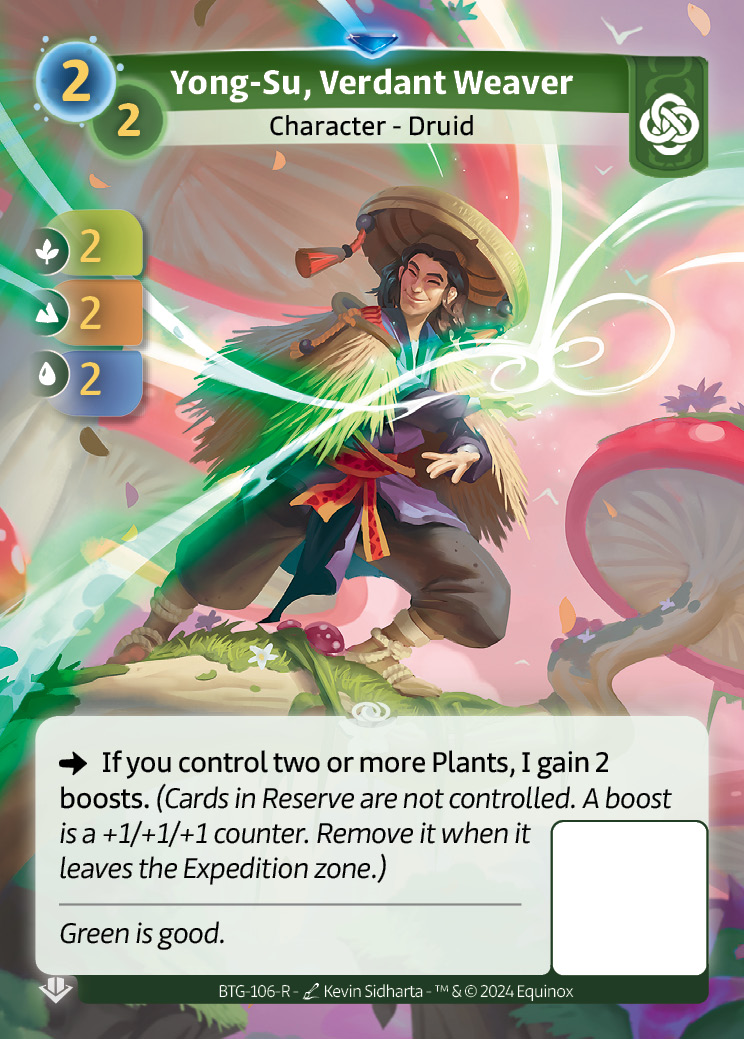 2
Yong-Su, Verdant Weaver
2
Character - Druid
2
2
2
If you control two or more Plants, I gain 2
boosts. (Cards in Reserve are not controlled. A boost
is a +1/+1/+1 counter. Remove it when it
leaves the Expedition zone.)
Green is good.
BTG-106-R - Kevin Sidharta - ™ & © 2024 Equinox